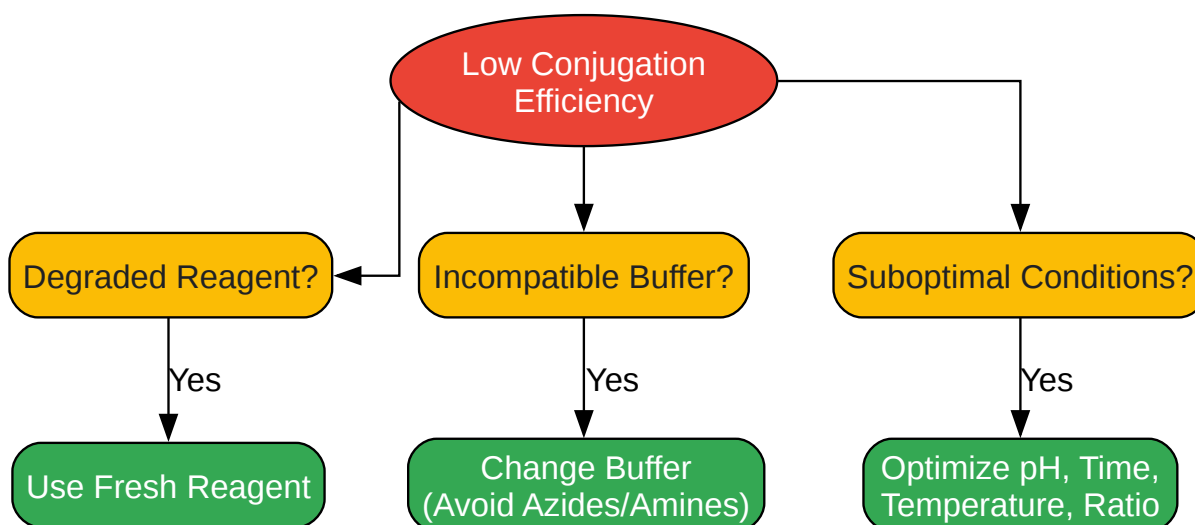 Low Conjugation
Efficiency
Degraded Reagent?
Incompatible Buffer?
Suboptimal Conditions?
Yes
Yes
Yes
Use Fresh Reagent
Change Buffer
(Avoid Azides/Amines)
Optimize pH, Time,
Temperature, Ratio